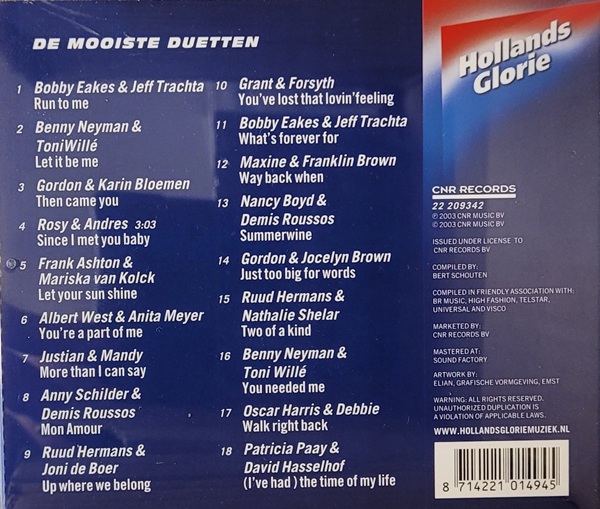 DE MOOISTE DUETTEN
1 Bobby Eakes & Jeff Trachta
Run to me
2 Benny Neyman &
ToniWillé
Let it be me
3 Gordon & Karin Bloemen
Then came you
4 Rosy & Andres 3:03
Since I met you baby
5 Frank Ashton &
Mariska van Kolck
Let your sun shine
6 Albert West & Anita Meyer
You're a part of me
7 Justian & Mandy
More than I can say
8 Anny Schilder &
Demis Roussos
Mon Amour
9 Ruud Hermans &
Joni de Boer
Up where we belong
10 Grant & Forsyth
You've lost that lovin'feeling
11 Bobby Eakes & Jeff Trachta
What's forever for
12 Maxine & Franklin Brown
Way back when
13 Nancy Boyd &
Demis Roussos
Summerwine
14 Gordon & Jocelyn Brown
Just too big for words
15 Ruud Hermans &
Nathalie Shelar
Two of a kind
16 Benny Neyman &
Toni Willé
You needed me
17 Oscar Harris & Debbie
Walk right back
18 Patricia Paay &
David Hasselhof
(I've had ) the time of my life
Hollands
Glorie
CNR RECORDS
22 209342
℗ 2003 CNR MUSIC BV
© 2003 CNR MUSIC BV
ISSUED UNDER LICENSE TO
CNR RECORDS BV
COMPILED BY:
BERT SCHOUTEN
COMPILED IN FRIENDLY ASSOCIATION WITH:
BR MUSIC, HIGH FASHION, TELSTAR,
UNIVERSAL AND VISCO
MARKETED BY:
CNR RECORDS BV
MASTERED AT:
SOUND FACTORY
ARTWORK BY:
ELIAN, GRAFISCHE VORMGEVING, EMST
WARNING: ALL RIGHTS RESERVED.
UNAUTHORIZED DUPLICATION IS
A VIOLATION OF APPLICABLE LAWS.
WWW.HOLLANDSGLORIEMUZIEK.NL
8 714221 014945